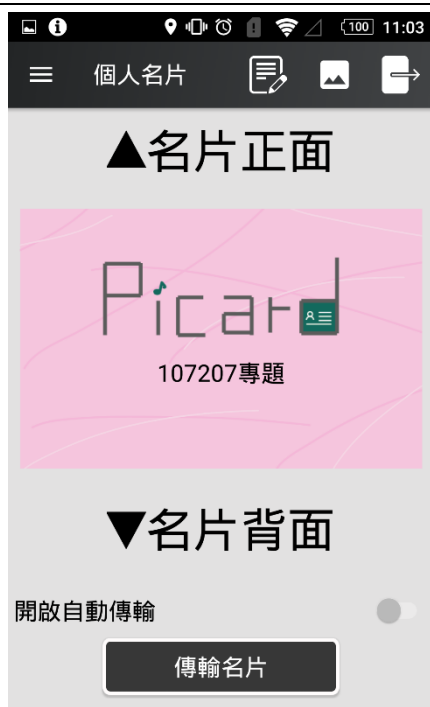 100 11:03
個人名片
▲名片正面
Picard
107207專題
▼名片背面
開啟自動傳輸
傳輸名片